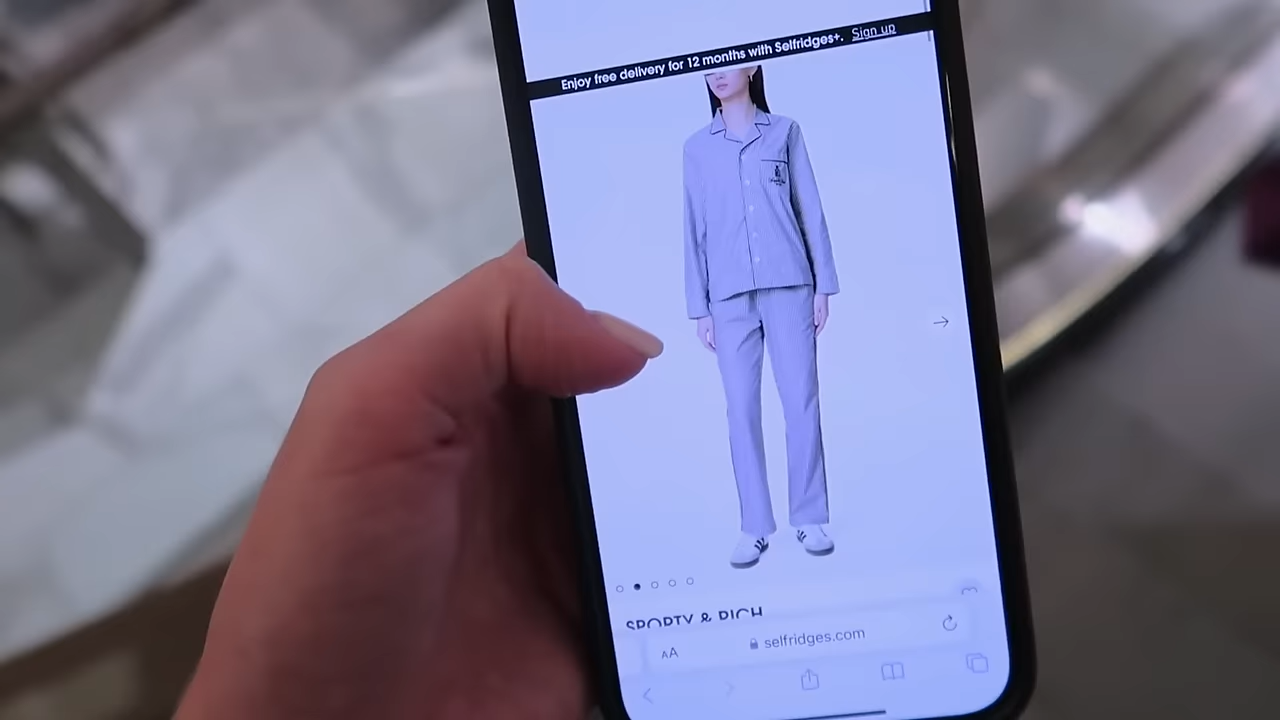 Enjoy free delivery for 12 months with Selfridges+. Sign up
SPORTY & RICH
AA
selfridges.com